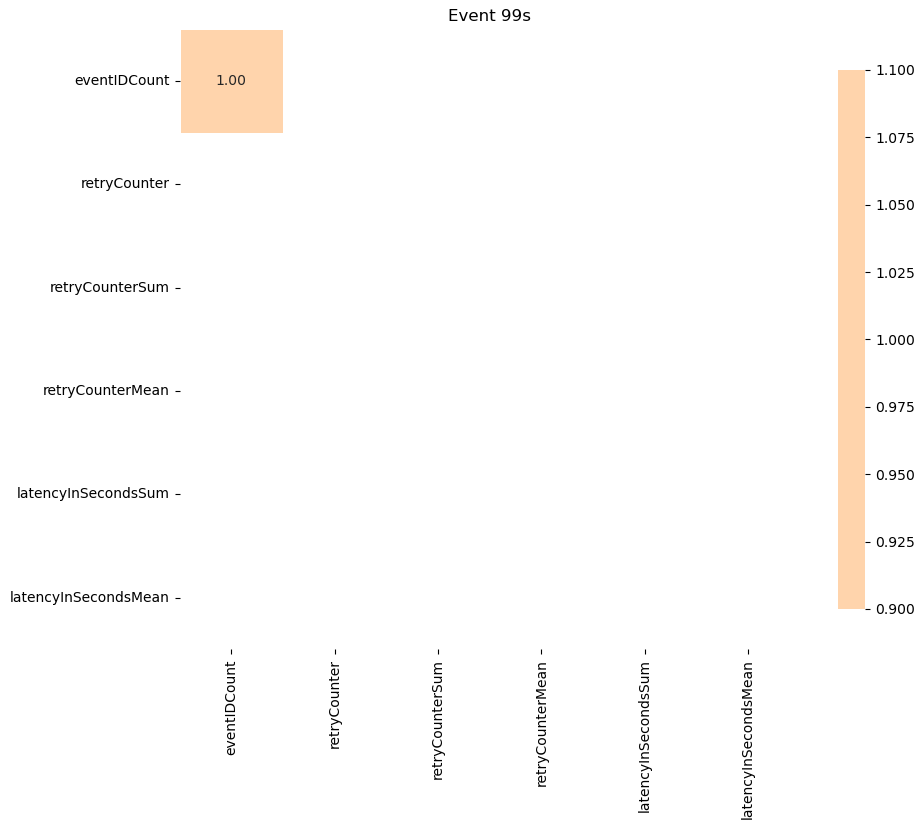 Event 99s
eventIDCount
1.00
retryCounter
retryCounterSum
retryCounterMean
latencyInSecondsSum
latencyInSecondsMean
1.100
1.075
1.050
1.025
1.000
0.975
0.950
0.925
0.900
eventIDCount
retryCounter
retryCounterSum
retryCounterMean
latencyInSecondsSum
latencyInSecondsMean